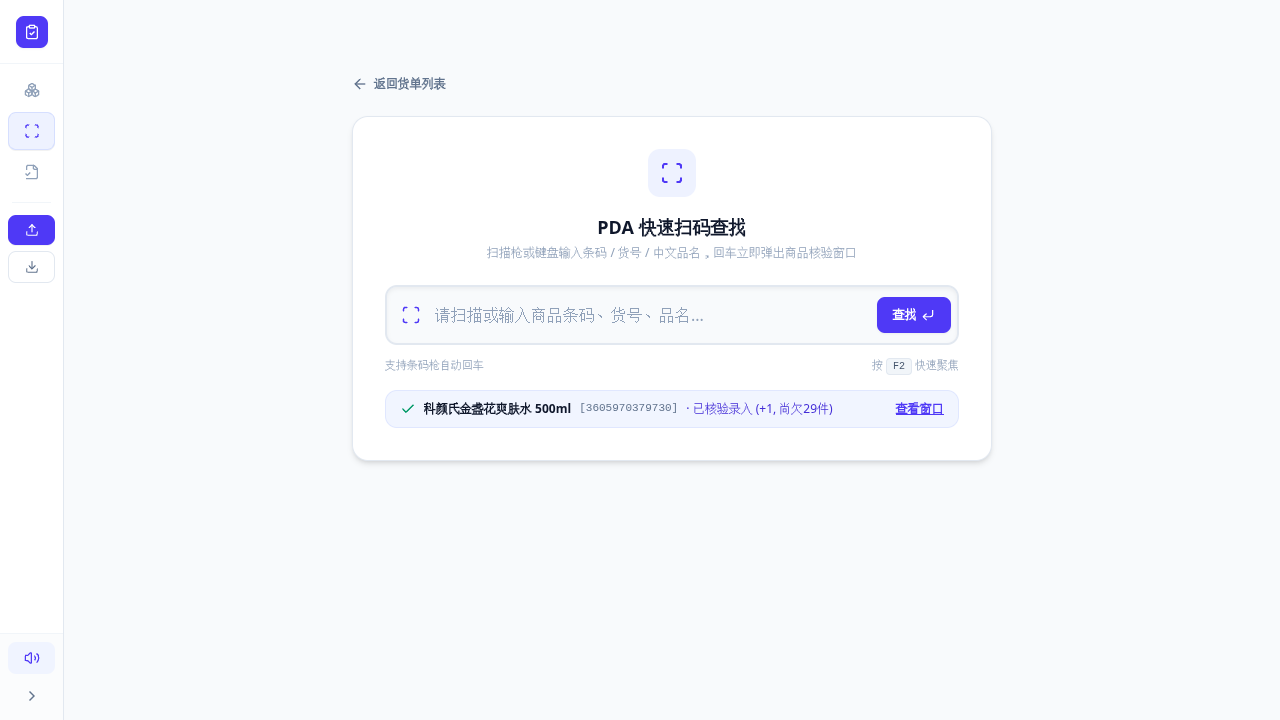 返回货单列表
PDA 快速扫码查找
扫描枪或键盘输入条码 / 货号 / 中文品名，回车立即弹出商品核验窗口
请扫描或输入商品条码、货号、品名...
查找
支持条码枪自动回车
按 F2 快速聚焦
科颜氏金盏花爽肤水 500ml [3605970379730] · 已核验录入 (+1, 尚欠29件)
查看窗口